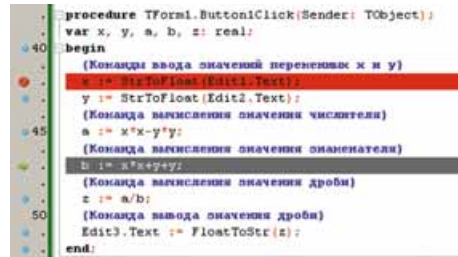 procedure TForm1.Button1Click(Sender: TObject);
var x, y, a, b, z: real;
40 begin
{Команды ввода значений переменных x и y}
x := StrToFloat(Edit1.Text);
y := StrToFloat(Edit2.Text);
{Команда вычисления значения числителя}
45 a := x*x-y*y;
{Команда вычисления значения знаменателя}
b := x*x+y+y;
{Команда вычисления значения дроби}
z := a/b;
50 {Команда вывода значения дроби}
Edit3.Text := FloatToStr(z);
end;